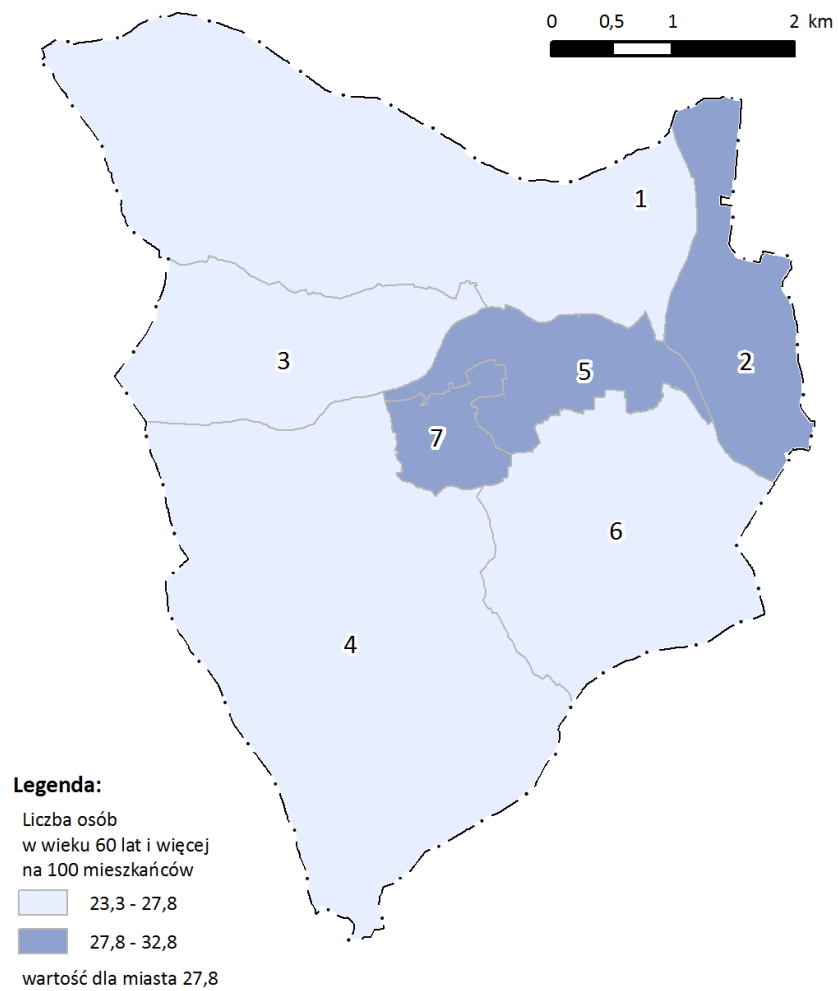 0 0,5 1 2 km
1
2
3
5
7
6
4
Legenda:
Liczba osób
w wieku 60 lat i więcej
na 100 mieszkańców
23,3 - 27,8
27,8 - 32,8
wartość dla miasta 27,8